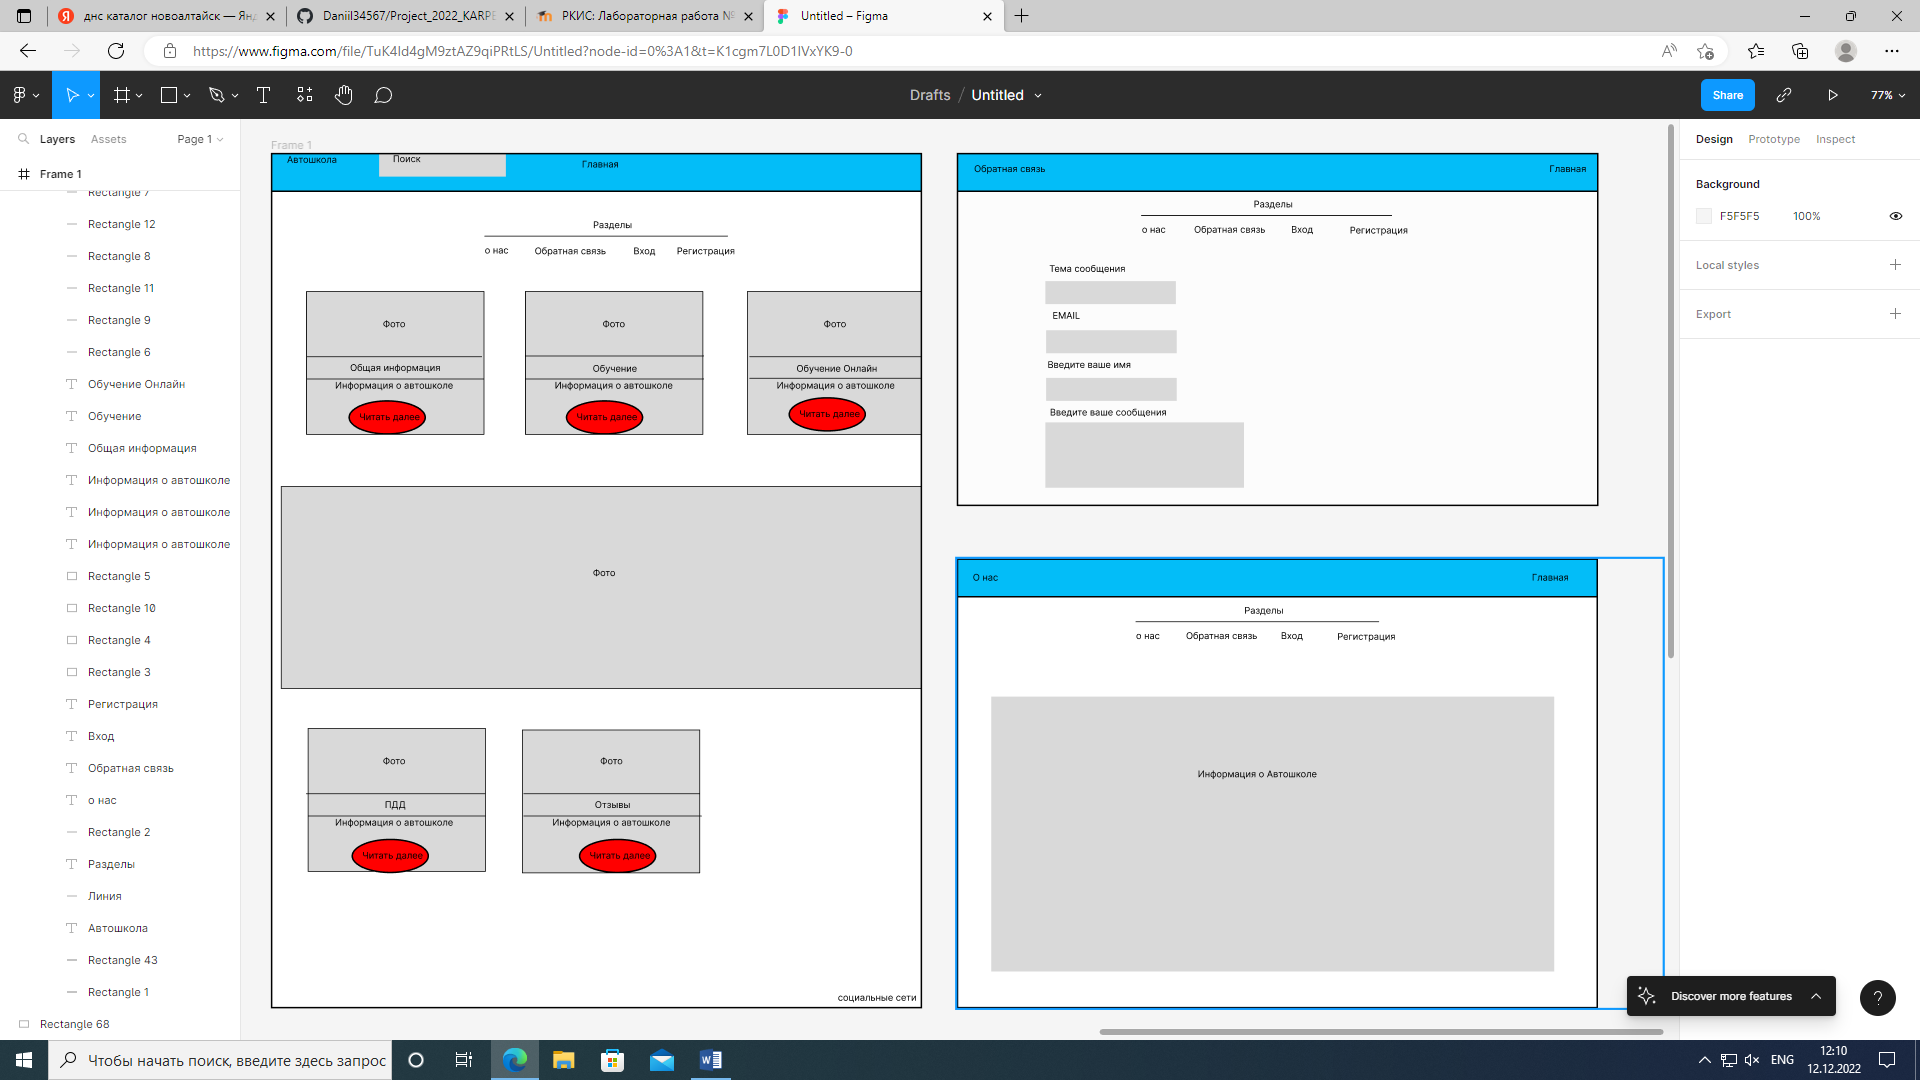 днс каталог новоалтайск — Янд
Daniil34567/Project_2022_KARPE
РКИС: Лабораторная работа №
Untitled – Figma
https://www.figma.com/file/TuK4Id4gM9ztAZ9qiPRtLS/Untitled?node-id=0%3A1&t=K1cgm7L0D1IVxYK9-0
Drafts / Untitled
Share
77%
Layers
Assets
Page 1
Frame 1
Rectangle 7
Rectangle 12
Rectangle 8
Rectangle 11
Rectangle 9
Rectangle 6
Обучение Онлайн
Обучение
Общая информация
Информация о автошколе
Информация о автошколе
Информация о автошколе
Rectangle 5
Rectangle 10
Rectangle 4
Rectangle 3
Регистрация
Вход
Обратная связь
о нас
Rectangle 2
Разделы
Линия
Автошкола
Rectangle 43
Rectangle 1
Rectangle 68
Frame 1
Автошкола
Поиск
Главная
Разделы
о нас
Обратная связь
Вход
Регистрация
Фото
Фото
Фото
Общая информация
Обучение
Обучение Онлайн
Информация о автошколе
Информация о автошколе
Информация о автошколе
Читать далее
Читать далее
Читать далее
Фото
Фото
Фото
ПДД
Отзывы
Информация о автошколе
Информация о автошколе
Читать далее
Читать далее
социальные сети
Обратная связь
Главная
Разделы
о нас
Обратная связь
Вход
Регистрация
Тема сообщения
EMAIL
Введите ваше имя
Введите ваше сообщения
О нас
Главная
Разделы
о нас
Обратная связь
Вход
Регистрация
Информация о Автошколе
Design
Prototype
Inspect
Background
F5F5F5
100%
Local styles
Export
Discover more features
?
Чтобы начать поиск, введите здесь запрос
ENG
12:10
12.12.2022